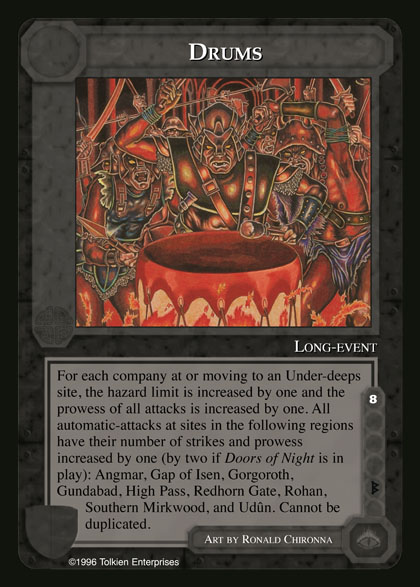 DRUMS
LONG-EVENT
For each company at or moving to an Under-deeps
site, the hazard limit is increased by one and the
prowess of all attacks is increased by one. All
automatic-attacks at sites in the following regions
have their number of strikes and prowess
increased by one (by two if Doors of Night is in
play): Angmar, Gap of Isen, Gorgoroth,
Gundabad, High Pass, Redhorn Gate, Rohan,
Southern Mirkwood, and Udûn. Cannot be
duplicated.
8
ART BY RONALD CHIRONNA
©1996 Tolkien Enterprises